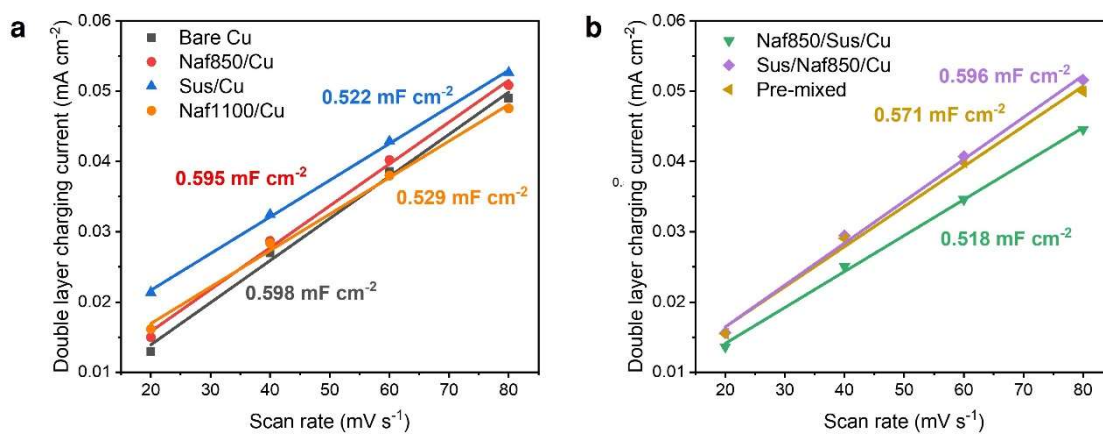 a
Double layer charging current (mA cm⁻²)
0.06
0.05
0.04
0.03
0.02
0.01
Bare Cu
Naf850/Cu
Sus/Cu
Naf1100/Cu
0.522 mF cm⁻²
0.595 mF cm⁻²
0.529 mF cm⁻²
0.598 mF cm⁻²
20 30 40 50 60 70 80
Scan rate (mV s⁻¹)
b
Double layer charging current (mA cm⁻²)
0.06
0.05
0.04
0.03
0.02
0.01
0.
Naf850/Sus/Cu
Sus/Naf850/Cu
Pre-mixed
0.596 mF cm⁻²
0.571 mF cm⁻²
0.518 mF cm⁻²
20 30 40 50 60 70 80
Scan rate (mV s⁻¹)